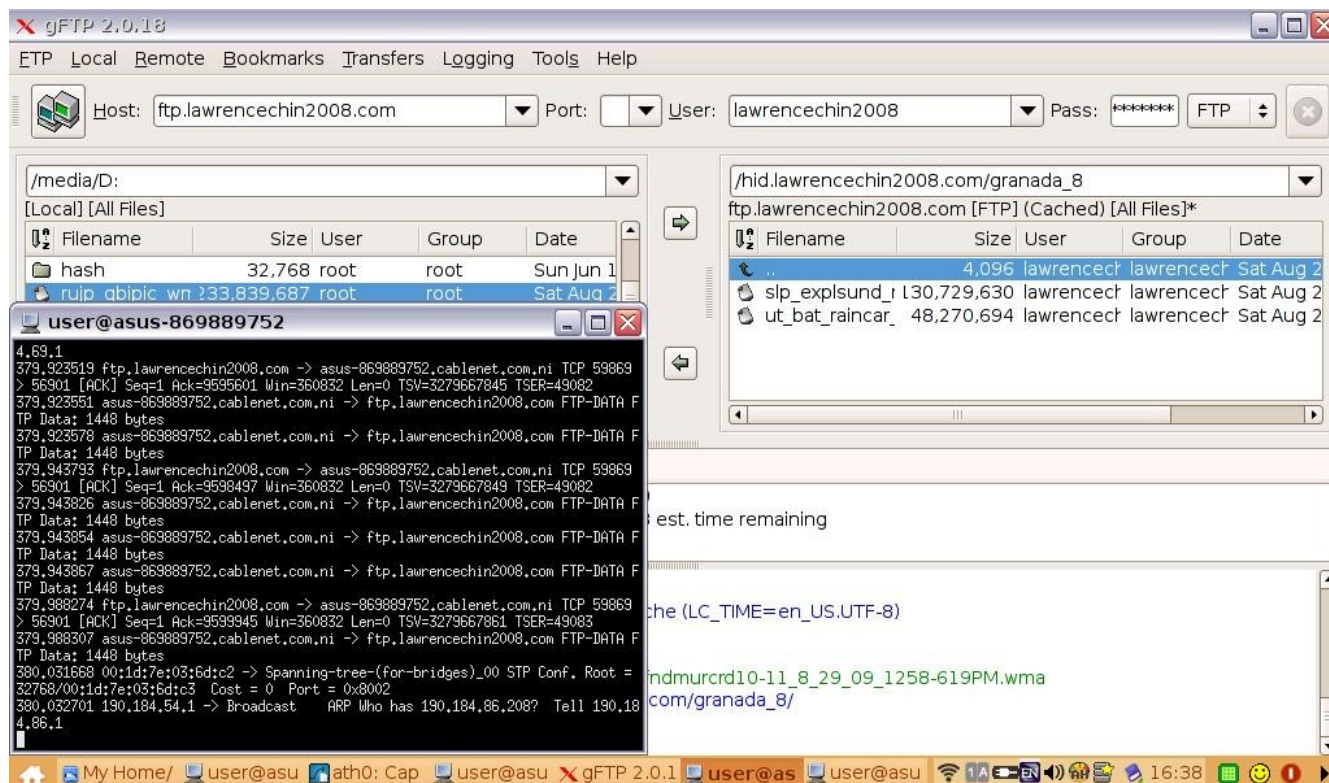 gFTP 2.0.18
FTP Local Remote Bookmarks Transfers Logging Tools Help
Host: ftp.lawrencechin2008.com Port: User: lawrencechin2008 Pass: ******** FTP
/media/D:
[Local] [All Files]
Filename Size User Group Date
hash 32,768 root root Sun Jun 1
rujp_gbipic_wm 233,839,687 root root Sat Aug 2
/hid.lawrencechin2008.com/granada_8
ftp.lawrencechin2008.com [FTP] (Cached) [All Files]*
Filename Size User Group Date
.. 4,096 lawrencech lawrencech Sat Aug 2
slp_explsund_r 130,729,630 lawrencech lawrencech Sat Aug 2
ut_bat_raincar_ 48,270,694 lawrencech lawrencech Sat Aug 2
user@asus-869889752
4.69.1
379.923519 ftp.lawrencechin2008.com -> asus-869889752.cablenet.com.ni TCP 59869
> 56901 [ACK] Seq=1 Ack=9595601 Win=360832 Len=0 TSV=3279667845 TSER=49082
379.923551 asus-869889752.cablenet.com.ni -> ftp.lawrencechin2008.com FTP-DATA F
TP Data: 1448 bytes
379.923578 asus-869889752.cablenet.com.ni -> ftp.lawrencechin2008.com FTP-DATA F
TP Data: 1448 bytes
379.943793 ftp.lawrencechin2008.com -> asus-869889752.cablenet.com.ni TCP 59869
> 56901 [ACK] Seq=1 Ack=9598497 Win=360832 Len=0 TSV=3279667849 TSER=49082
379.943826 asus-869889752.cablenet.com.ni -> ftp.lawrencechin2008.com FTP-DATA F
TP Data: 1448 bytes
379.943854 asus-869889752.cablenet.com.ni -> ftp.lawrencechin2008.com FTP-DATA F
TP Data: 1448 bytes
379.943867 asus-869889752.cablenet.com.ni -> ftp.lawrencechin2008.com FTP-DATA F
TP Data: 1448 bytes
379.988274 ftp.lawrencechin2008.com -> asus-869889752.cablenet.com.ni TCP 59869
> 56901 [ACK] Seq=1 Ack=9599945 Win=360832 Len=0 TSV=3279667861 TSER=49083
379.988307 asus-869889752.cablenet.com.ni -> ftp.lawrencechin2008.com FTP-DATA F
TP Data: 1448 bytes
380.031668 00:1d:7e:03:6d:c2 -> Spanning-tree-(for-bridges)_00 STP Conf. Root =
32768/00:1d:7e:03:6d:c3 Cost = 0 Port = 0x8002
380.032701 190.184.54.1 -> Broadcast ARP Who has 190.184.86.208? Tell 190.18
4.86.1
est. time remaining
che (LC_TIME=en_US.UTF-8)
ndmurcrd10-11_8_29_09_1258-619PM.wma
com/granada_8/
My Home/ user@asu ath0: Cap user@asu gFTP 2.0.1 user@as user@asu 1A EN 16:38